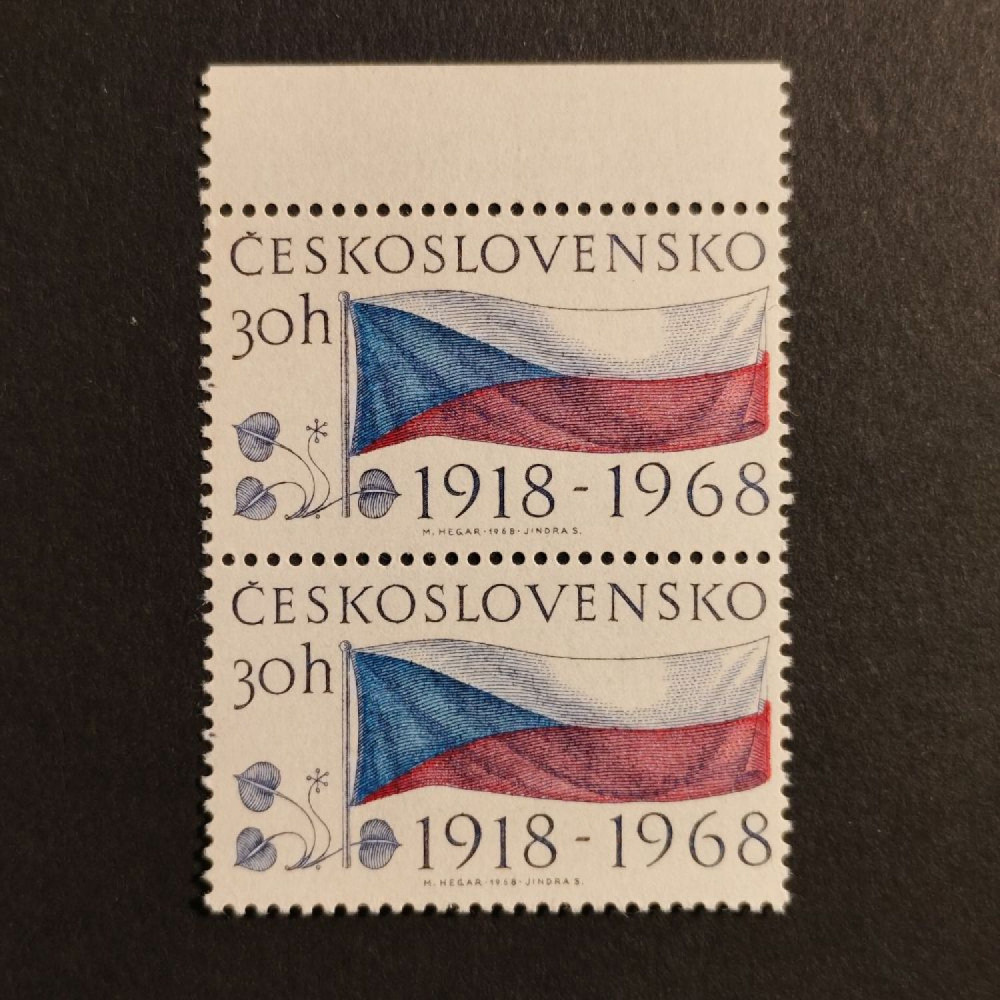 ČESKOSLOVENSKO
30h
1918 - 1968
M. HEGAR · 1968 · JINDRA S.
ČESKOSLOVENSKO
30h
1918 - 1968
M. HEGAR · 1968 · JINDRA S.